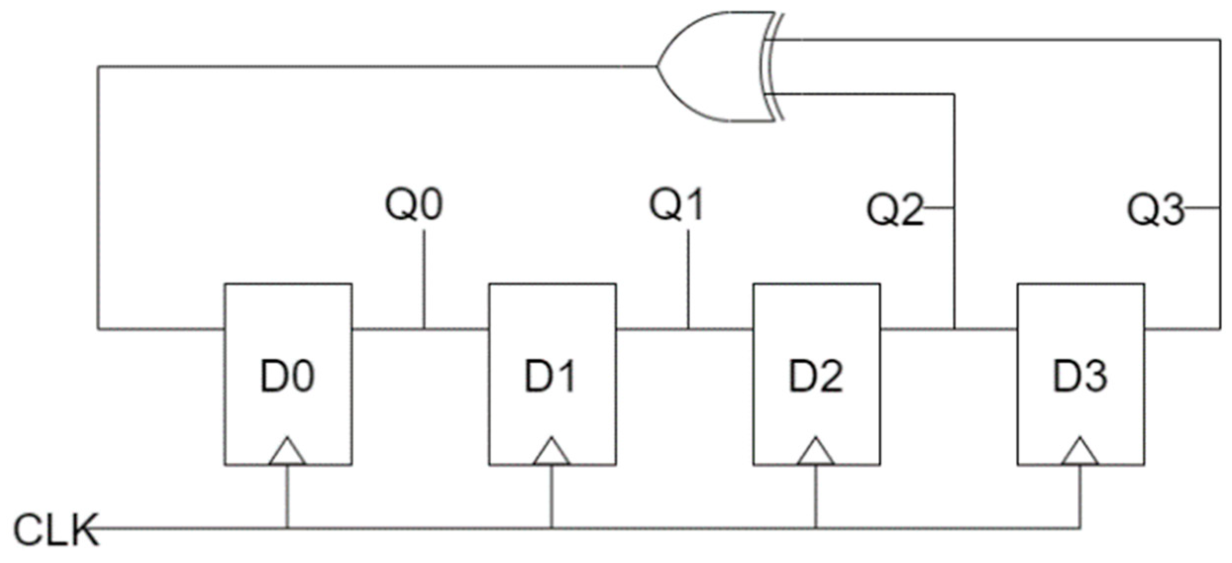 Q0 Q1 Q2 Q3
D0 D1 D2 D3
CLK